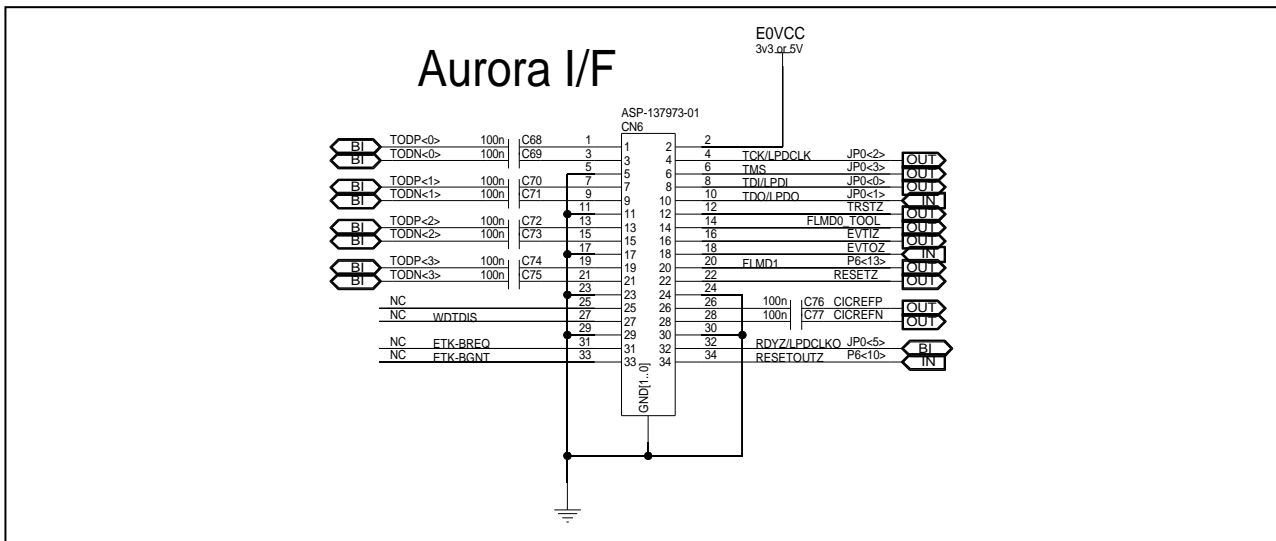 E0VCC
3v3 or 5V
Aurora I/F
ASP-137973-01
CN6
BI TODP<0> 100n C68 1 1 2 2
BI TODN<0> 100n C69 3 3 4 4 TCK/LPDCLK JP0<2> OUT
5 5 6 6 TMS JP0<3> OUT
BI TODP<1> 100n C70 7 7 8 8 TDI/LPDI JP0<0> OUT
BI TODN<1> 100n C71 9 9 10 10 TDO/LPDO JP0<1> IN
11 11 12 12 TRSTZ OUT
BI TODP<2> 100n C72 13 13 14 14 FLMD0_TOOL OUT
BI TODN<2> 100n C73 15 15 16 16 EVTIZ OUT
17 17 18 18 EVTOZ IN
BI TODP<3> 100n C74 19 19 20 20 FLMD1 P6<13> OUT
BI TODN<3> 100n C75 21 21 22 22 RESETZ OUT
23 23 24 24
NC 25 25 26 26 100n C76 CICREFP OUT
NC WDTDIS 27 27 28 28 100n C77 CICREFN OUT
29 29 30 30
NC ETK-BREQ 31 31 32 32 RDYZ/LPDCLKO JP0<5> BI
NC ETK-BGNT 33 33 34 34 RESETOUTZ P6<10> IN
GND[1..0]